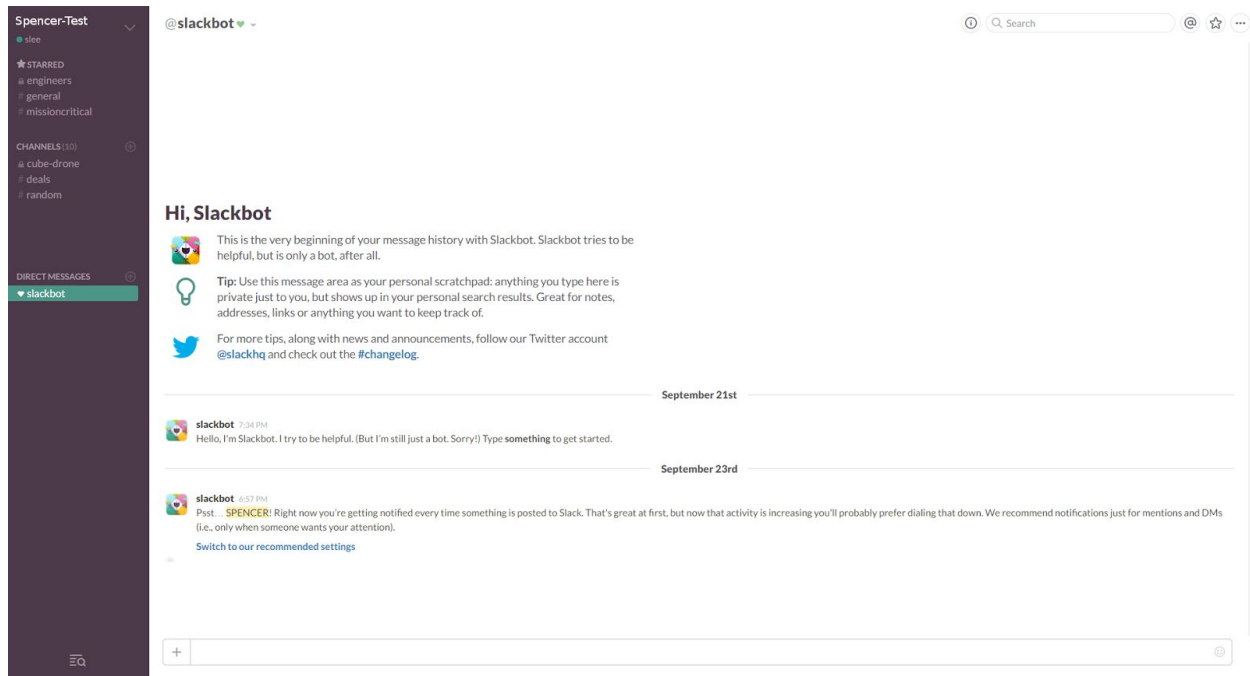 Spencer-Test
slee
STARRED
engineers
# general
# missioncritical
CHANNELS (10)
cube-drone
# deals
# random
DIRECT MESSAGES
slackbot
@slackbot
Search
Hi, Slackbot
This is the very beginning of your message history with Slackbot. Slackbot tries to be
helpful, but is only a bot, after all.
Tip: Use this message area as your personal scratchpad: anything you type here is
private just to you, but shows up in your personal search results. Great for notes,
addresses, links or anything you want to keep track of.
For more tips, along with news and announcements, follow our Twitter account
@slackhq and check out the #changelog.
September 21st
slackbot 7:34 PM
Hello, I'm Slackbot. I try to be helpful. (But I'm still just a bot. Sorry!) Type something to get started.
September 23rd
slackbot 6:57 PM
Psst... SPENCER! Right now you're getting notified every time something is posted to Slack. That's great at first, but now that activity is increasing you'll probably prefer dialing that down. We recommend notifications just for mentions and DMs
(i.e., only when someone wants your attention).
Switch to our recommended settings